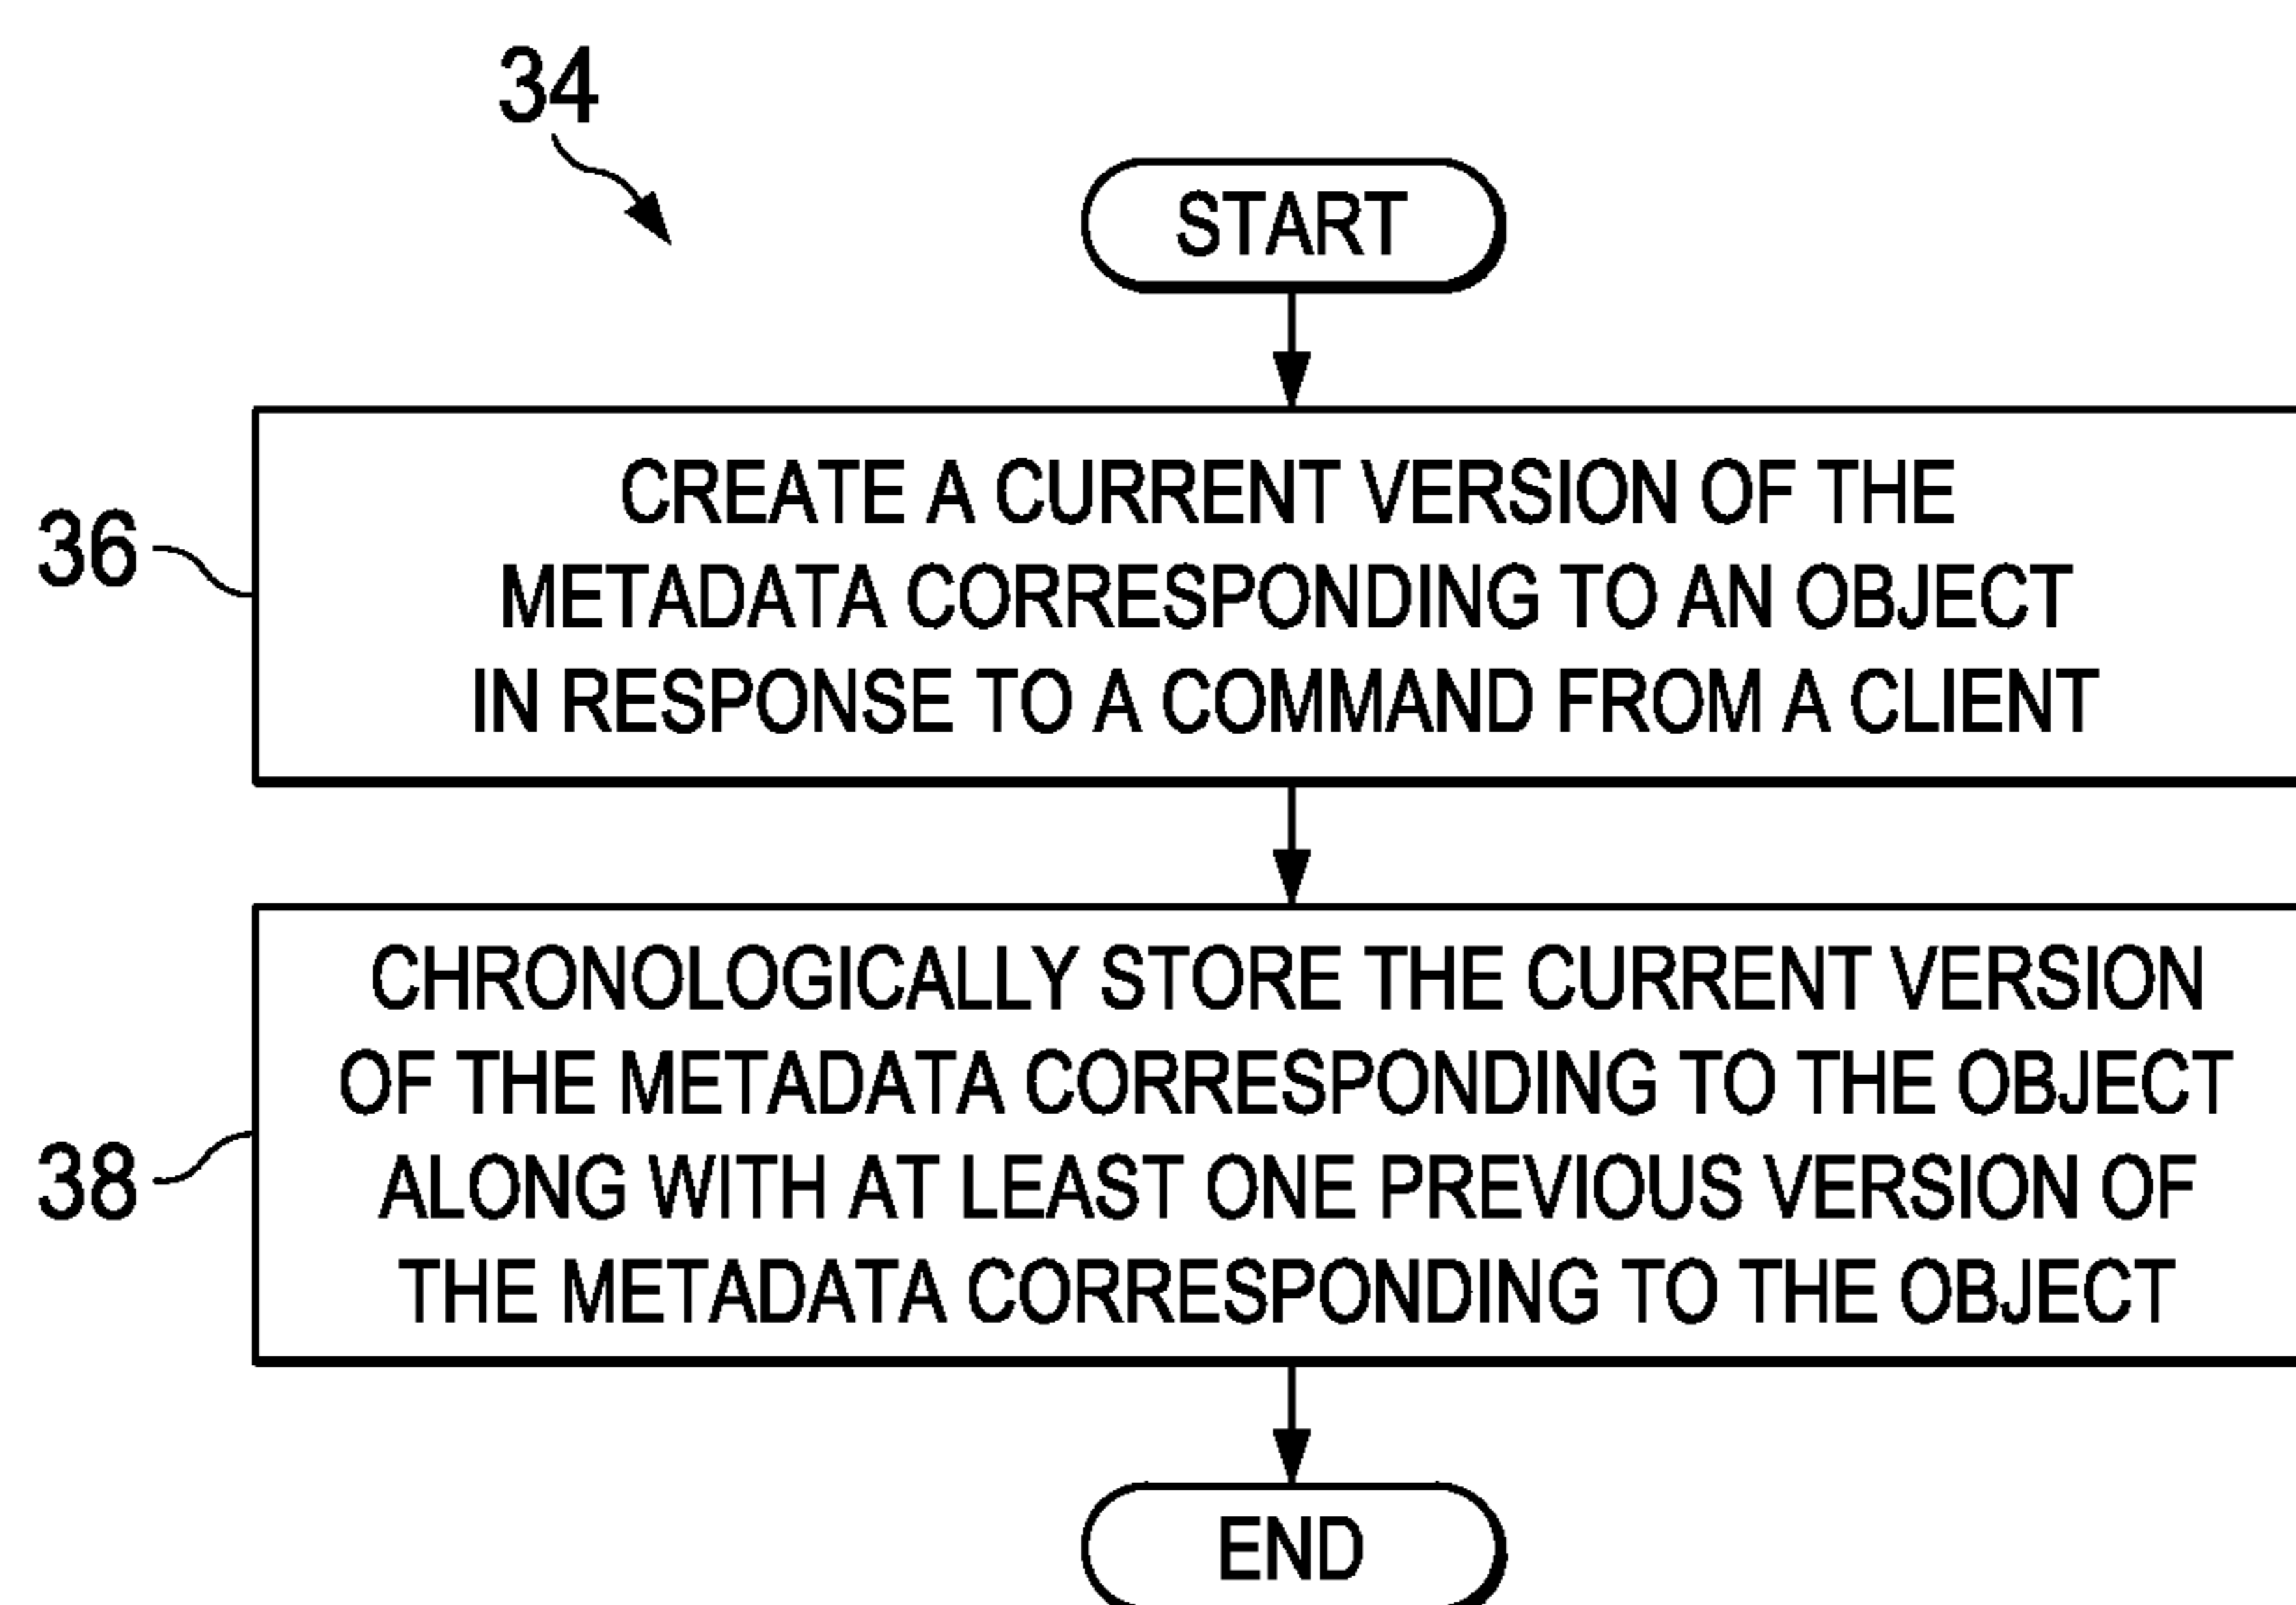 34
START
36
CREATE A CURRENT VERSION OF THE
METADATA CORRESPONDING TO AN OBJECT
IN RESPONSE TO A COMMAND FROM A CLIENT
38
CHRONOLOGICALLY STORE THE CURRENT VERSION
OF THE METADATA CORRESPONDING TO THE OBJECT
ALONG WITH AT LEAST ONE PREVIOUS VERSION OF
THE METADATA CORRESPONDING TO THE OBJECT
END